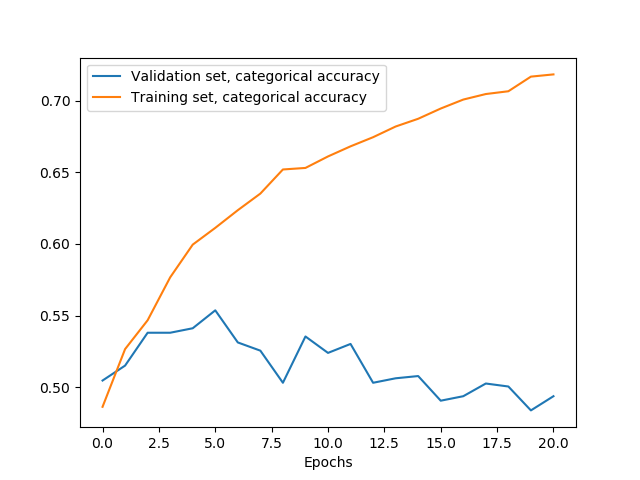 Validation set, categorical accuracy
Training set, categorical accuracy
0.70
0.65
0.60
0.55
0.50
0.0 2.5 5.0 7.5 10.0 12.5 15.0 17.5 20.0
Epochs